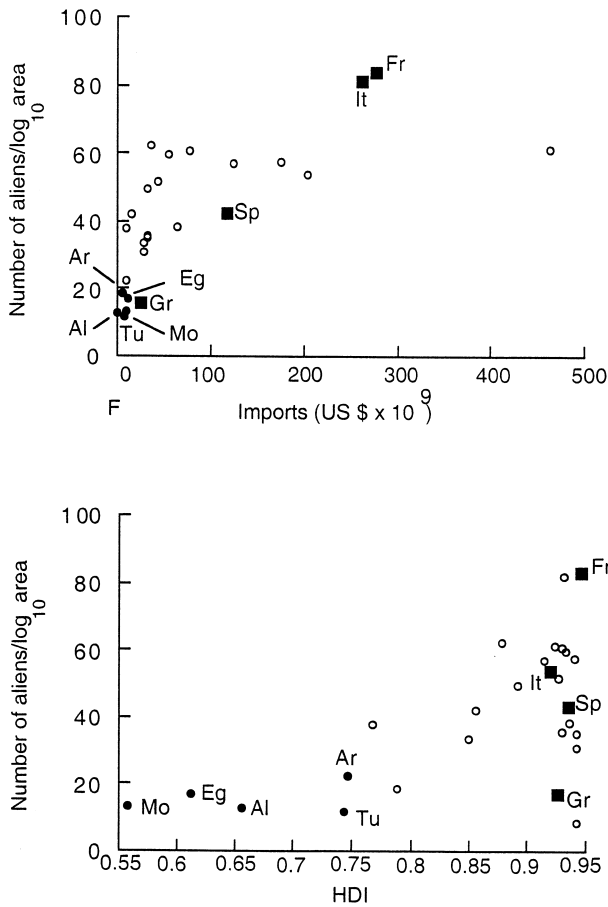 100
80
60
40
20
0
Number of aliens/log10 area
Fr
It
Sp
Ar
Eg
Gr
Al
Tu
Mo
0 100 200 300 400 500
F
Imports (US $ x 10 9)
100
80
60
40
20
0
Number of aliens/log10 area
Fr
It
Sp
Ar
Gr
Mo
Eg
Al
Tu
0.55 0.6 0.65 0.7 0.75 0.8 0.85 0.9 0.95
HDI